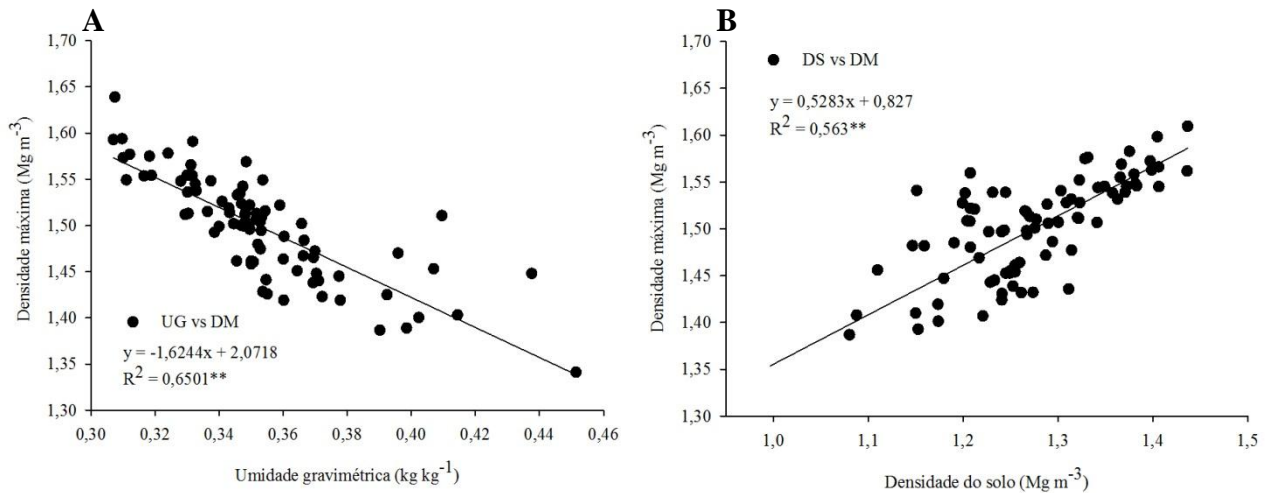 A
Densidade máxima (Mg m-3)
1,70
1,65
1,60
1,55
1,50
1,45
1,40
1,35
1,30
UG vs DM
y = -1,6244x + 2,0718
R2 = 0,6501**
0,30 0,32 0,34 0,36 0,38 0,40 0,42 0,44 0,46
Umidade gravimétrica (kg kg-1)
B
Densidade máxima (Mg m-3)
1,70
1,65
1,60
1,55
1,50
1,45
1,40
1,35
1,30
DS vs DM
y = 0,5283x + 0,827
R2 = 0,563**
1,0 1,1 1,2 1,3 1,4 1,5
Densidade do solo (Mg m-3)